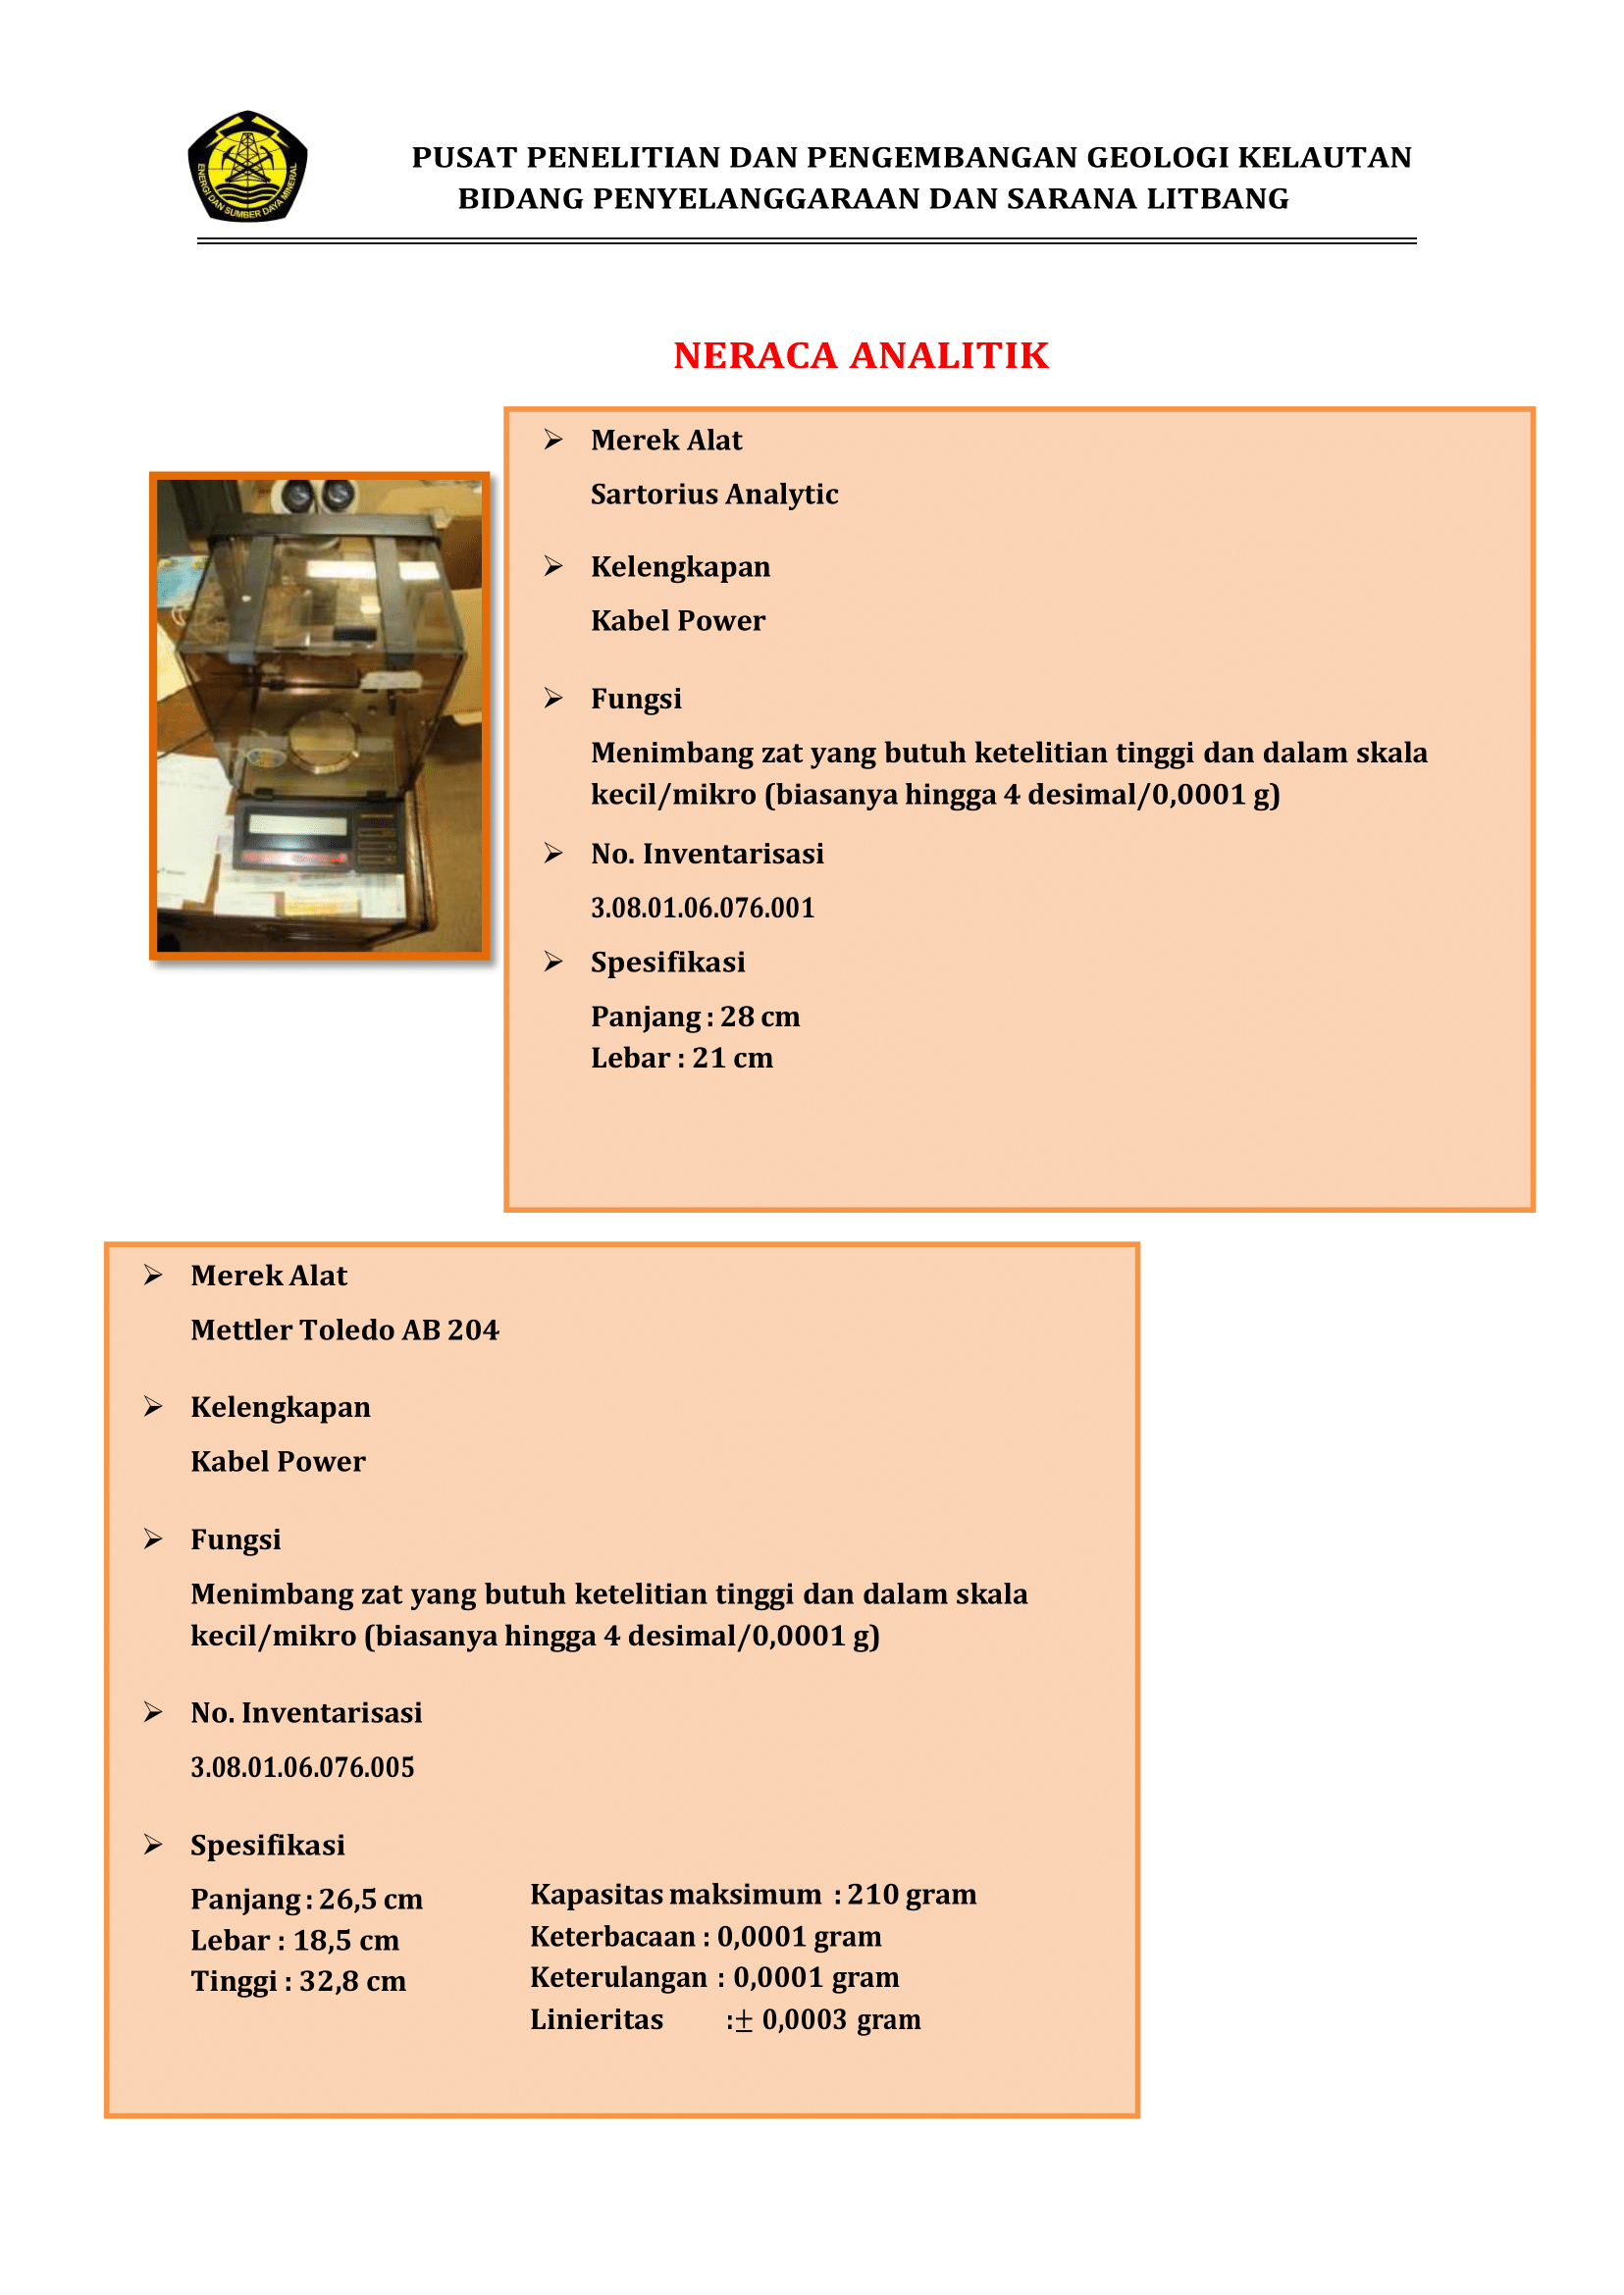 ENERGI DAN SUMBER DAYA MINERAL
PUSAT PENELITIAN DAN PENGEMBANGAN GEOLOGI KELAUTAN
BIDANG PENYELANGGARAAN DAN SARANA LITBANG
NERACA ANALITIK
➢ Merek Alat
Sartorius Analytic
➢ Kelengkapan
Kabel Power
➢ Fungsi
Menimbang zat yang butuh ketelitian tinggi dan dalam skala
kecil/mikro (biasanya hingga 4 desimal/0,0001 g)
➢ No. Inventarisasi
3.08.01.06.076.001
➢ Spesifikasi
Panjang : 28 cm
Lebar : 21 cm
➢ Merek Alat
Mettler Toledo AB 204
➢ Kelengkapan
Kabel Power
➢ Fungsi
Menimbang zat yang butuh ketelitian tinggi dan dalam skala
kecil/mikro (biasanya hingga 4 desimal/0,0001 g)
➢ No. Inventarisasi
3.08.01.06.076.005
➢ Spesifikasi
Panjang : 26,5 cm
Lebar : 18,5 cm
Tinggi : 32,8 cm
Kapasitas maksimum : 210 gram
Keterbacaan : 0,0001 gram
Keterulangan : 0,0001 gram
Linieritas :± 0,0003 gram